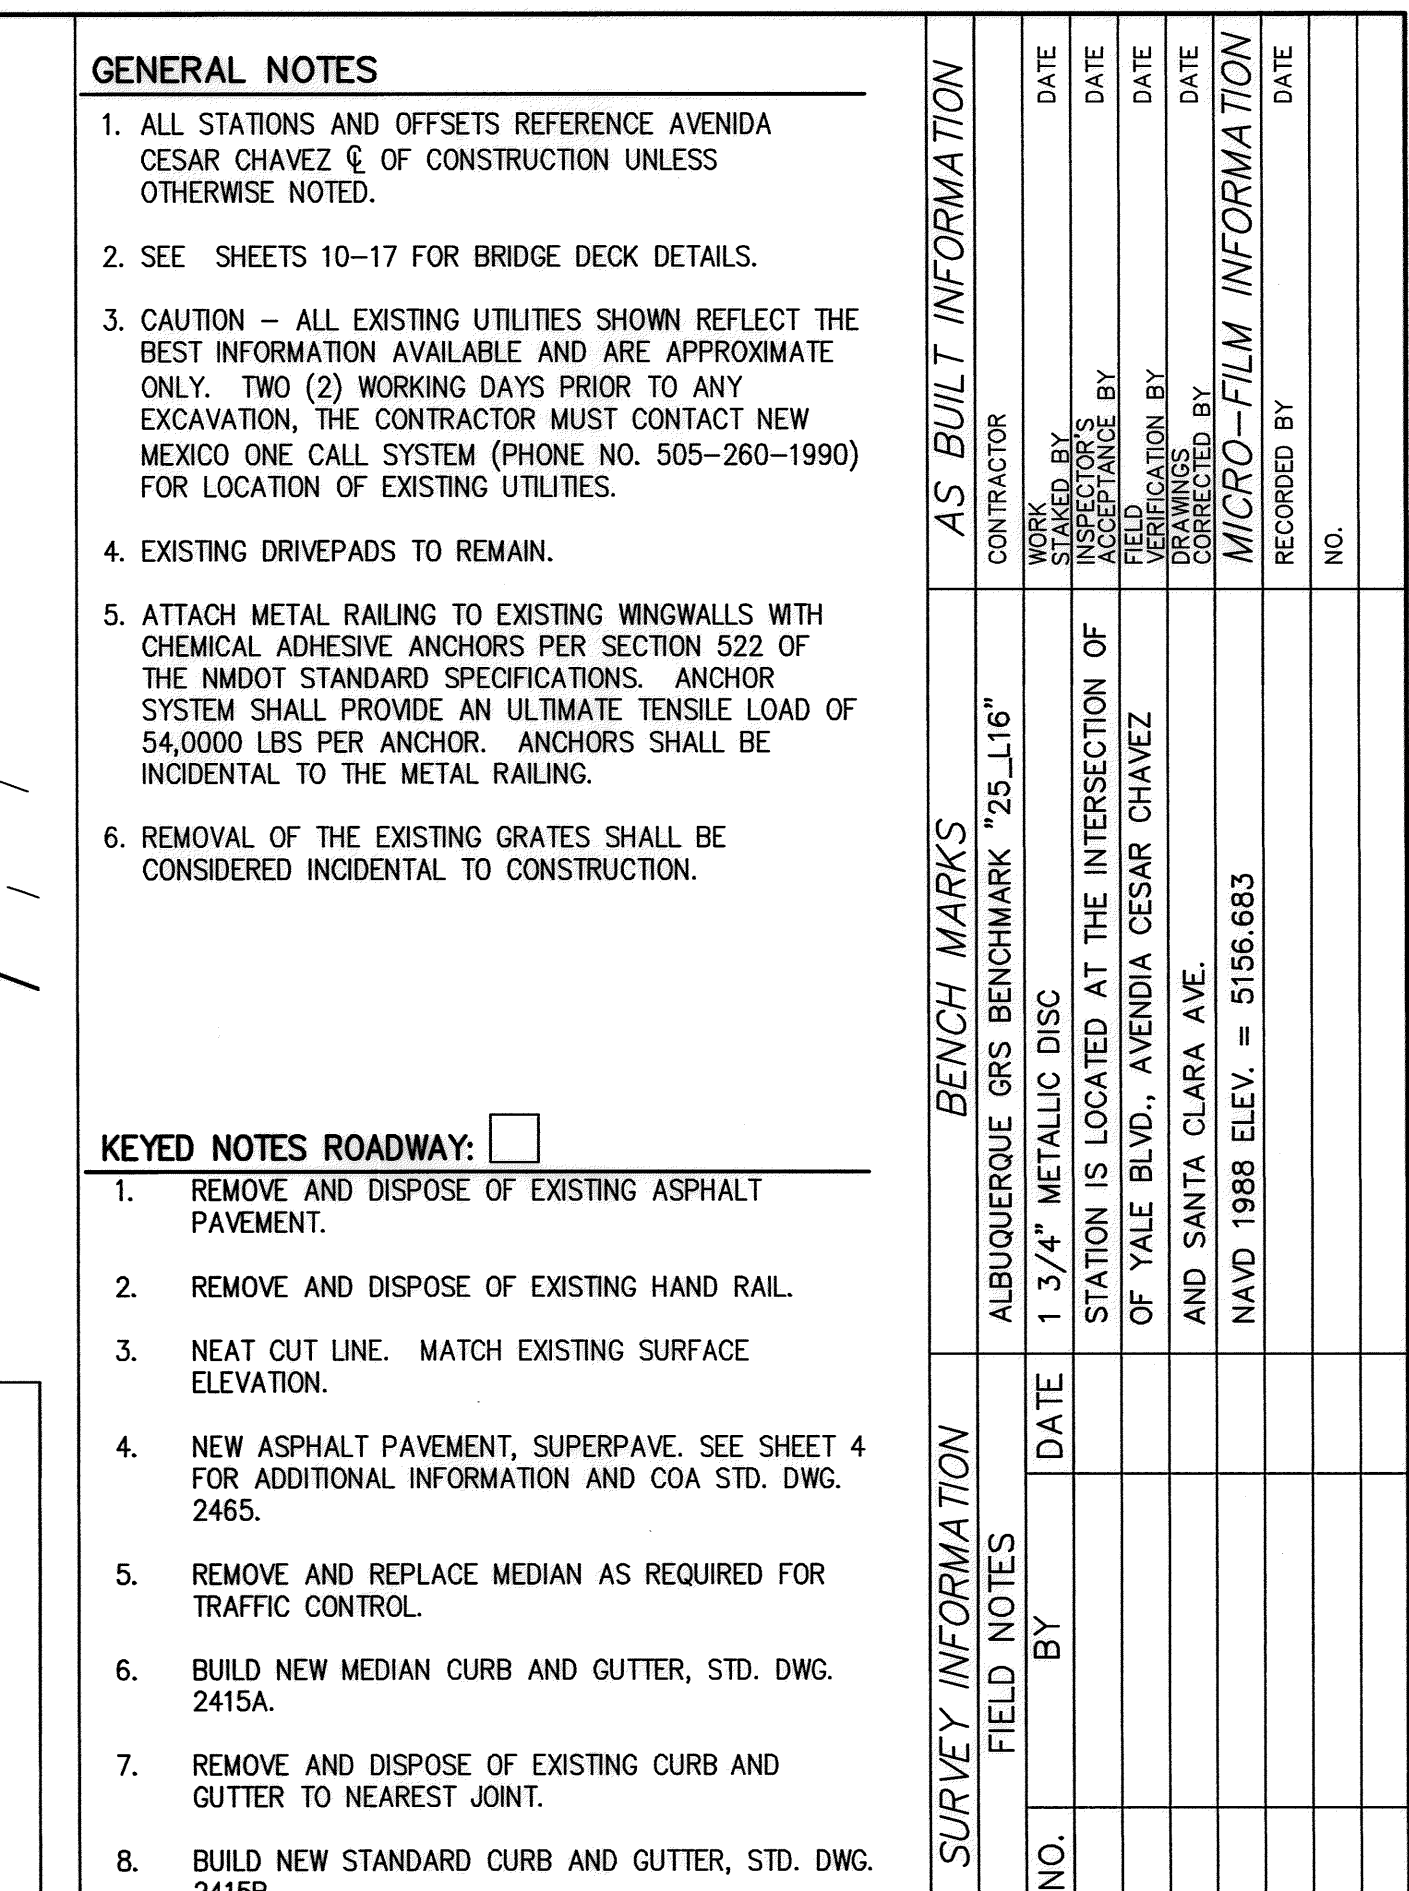 GENERAL NOTES
1. ALL STATIONS AND OFFSETS REFERENCE AVENIDA
CESAR CHAVEZ ℄ OF CONSTRUCTION UNLESS
OTHERWISE NOTED.
2. SEE SHEETS 10–17 FOR BRIDGE DECK DETAILS.
3. CAUTION – ALL EXISTING UTILITIES SHOWN REFLECT THE
BEST INFORMATION AVAILABLE AND ARE APPROXIMATE
ONLY. TWO (2) WORKING DAYS PRIOR TO ANY
EXCAVATION, THE CONTRACTOR MUST CONTACT NEW
MEXICO ONE CALL SYSTEM (PHONE NO. 505–260–1990)
FOR LOCATION OF EXISTING UTILITIES.
4. EXISTING DRIVEPADS TO REMAIN.
5. ATTACH METAL RAILING TO EXISTING WINGWALLS WITH
CHEMICAL ADHESIVE ANCHORS PER SECTION 522 OF
THE NMDOT STANDARD SPECIFICATIONS. ANCHOR
SYSTEM SHALL PROVIDE AN ULTIMATE TENSILE LOAD OF
54,0000 LBS PER ANCHOR. ANCHORS SHALL BE
INCIDENTAL TO THE METAL RAILING.
6. REMOVAL OF THE EXISTING GRATES SHALL BE
CONSIDERED INCIDENTAL TO CONSTRUCTION.
KEYED NOTES ROADWAY:
1. REMOVE AND DISPOSE OF EXISTING ASPHALT
PAVEMENT.
2. REMOVE AND DISPOSE OF EXISTING HAND RAIL.
3. NEAT CUT LINE. MATCH EXISTING SURFACE
ELEVATION.
4. NEW ASPHALT PAVEMENT, SUPERPAVE. SEE SHEET 4
FOR ADDITIONAL INFORMATION AND COA STD. DWG.
2465.
5. REMOVE AND REPLACE MEDIAN AS REQUIRED FOR
TRAFFIC CONTROL.
6. BUILD NEW MEDIAN CURB AND GUTTER, STD. DWG.
2415A.
7. REMOVE AND DISPOSE OF EXISTING CURB AND
GUTTER TO NEAREST JOINT.
8. BUILD NEW STANDARD CURB AND GUTTER, STD. DWG.
AS BUILT INFORMATION
CONTRACTOR
WORK
STAKED BY DATE
INSPECTOR'S
ACCEPTANCE BY DATE
FIELD
VERIFICATION BY DATE
DRAWINGS
CORRECTED BY DATE
MICRO–FILM INFORMATION
RECORDED BY DATE
NO.
BENCH MARKS
ALBUQUERQUE GRS BENCHMARK "25_L16"
1 3/4" METALLIC DISC
STATION IS LOCATED AT THE INTERSECTION OF
OF YALE BLVD., AVENDIA CESAR CHAVEZ
AND SANTA CLARA AVE.
NAVD 1988 ELEV. = 5156.683
SURVEY INFORMATION
FIELD NOTES
NO. BY DATE